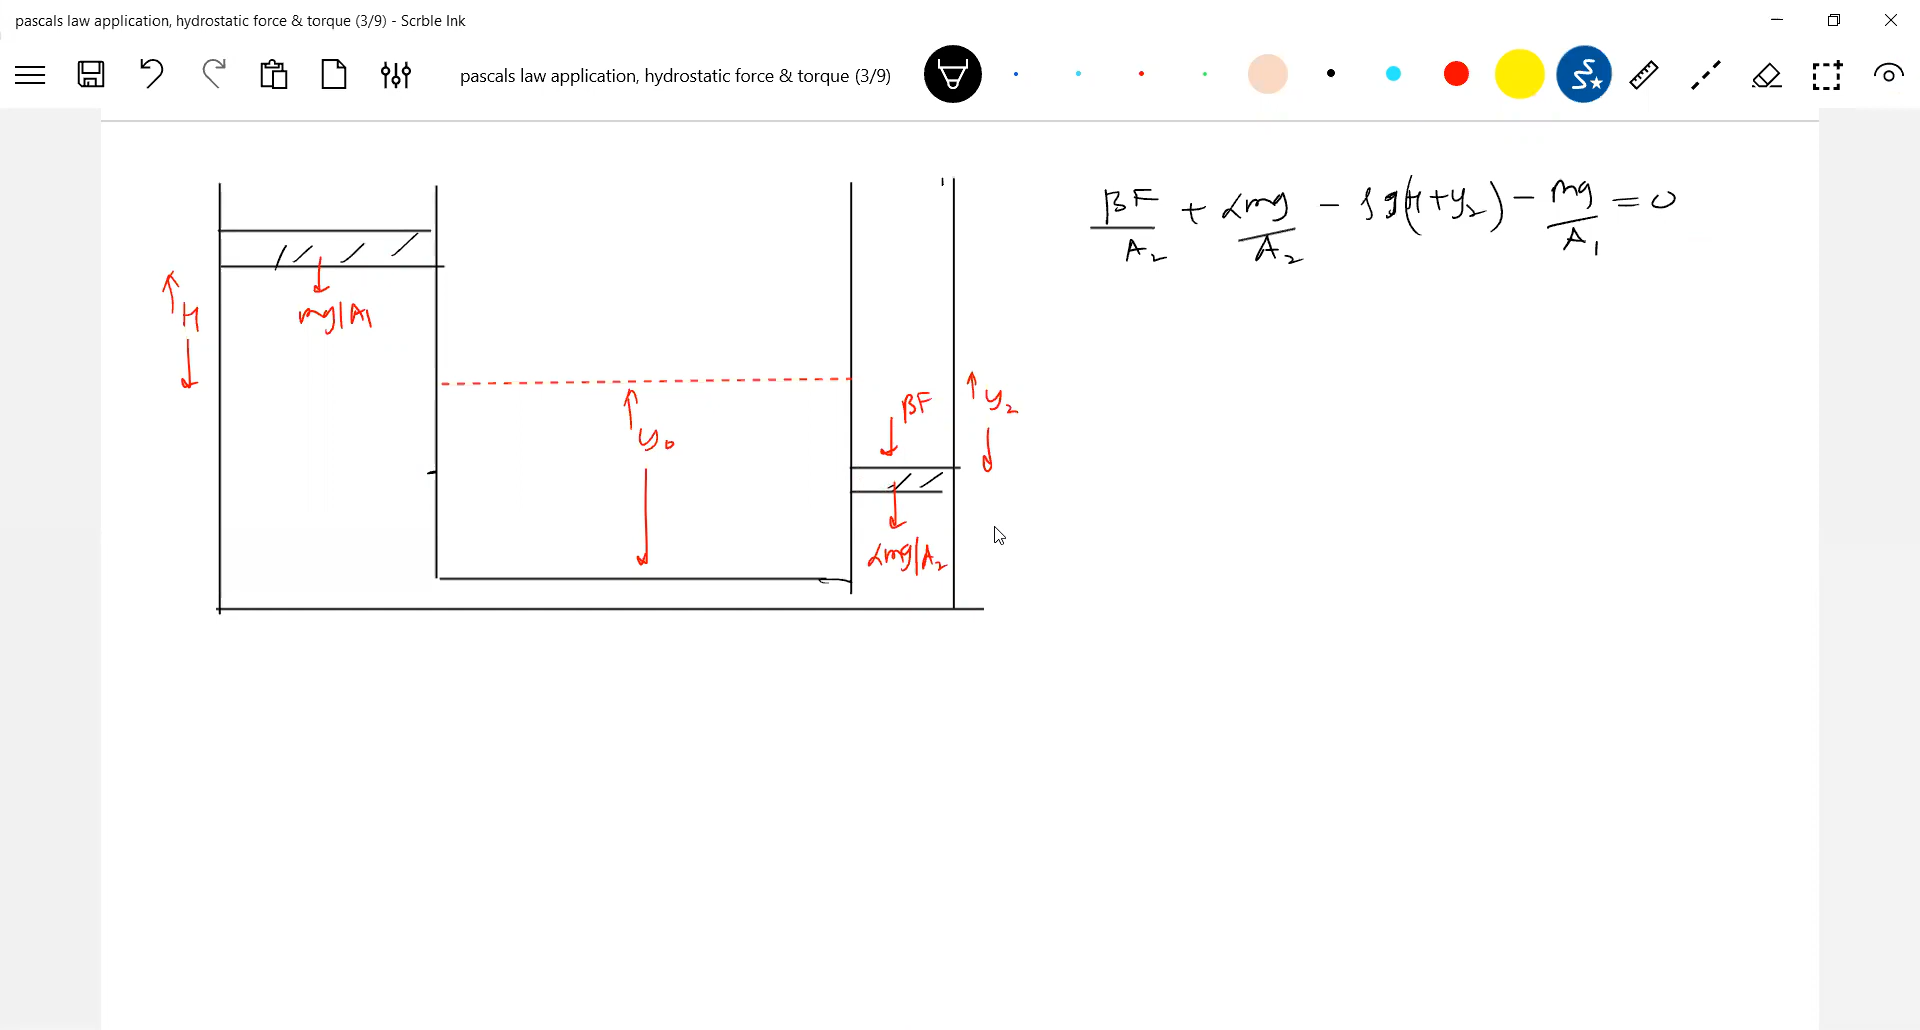 pascals law application, hydrostatic force & torque (3/9) - Scrble Ink
pascals law application, hydrostatic force & torque (3/9)
βF/A₂ + αmg/A₂ - ρg(H+y₂) - mg/A₁ = 0
H
mg/A₁
y₀
βF
y₂
αmg/A₂